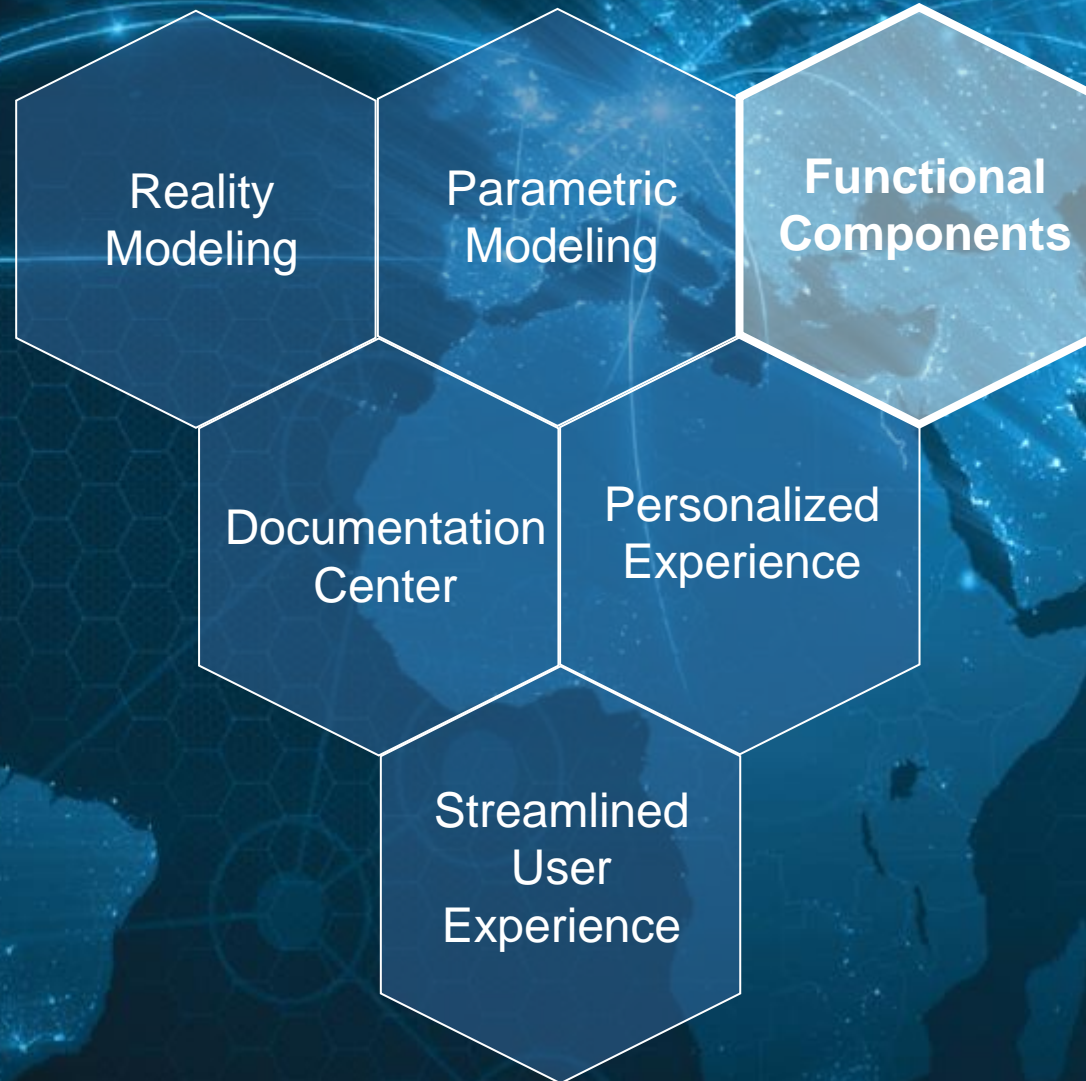 Reality
Modeling
Parametric
Modeling
Functional
Components
Documentation
Center
Personalized
Experience
Streamlined
User
Experience